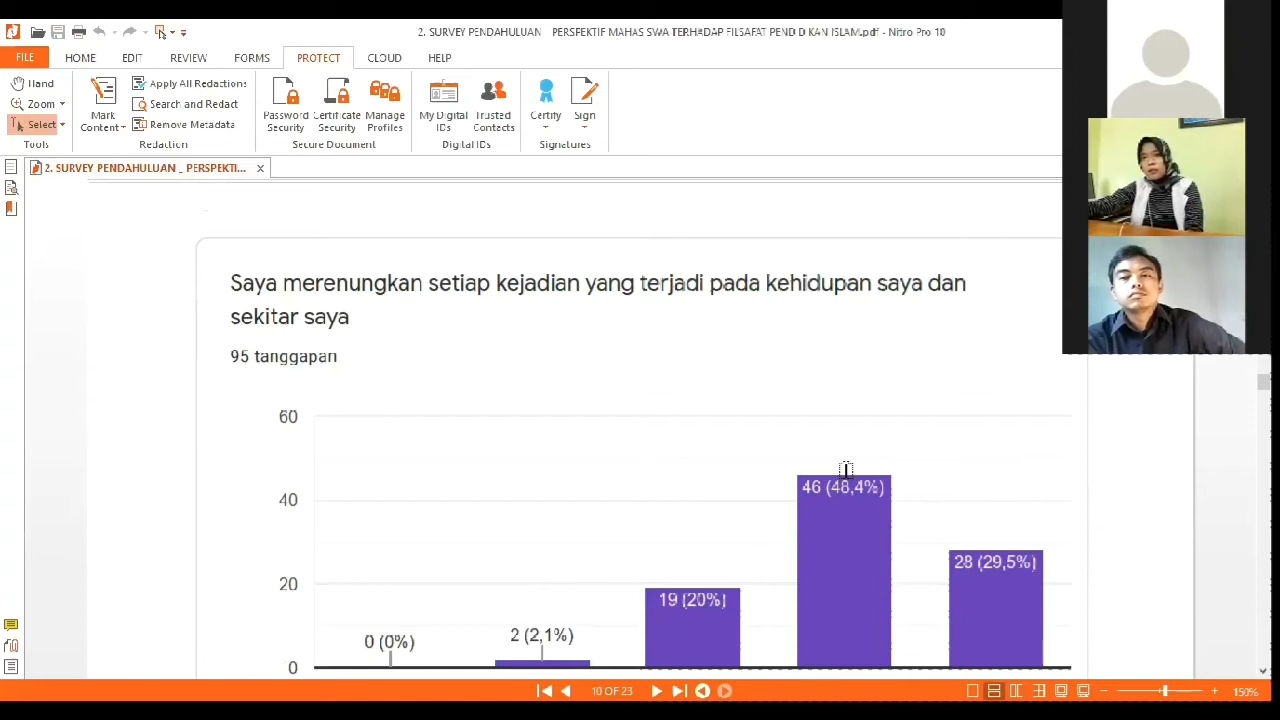 2. SURVEY PENDAHULUAN _ PERSPEKTIF MAHASISWA TERHADAP FILSAFAT PENDIDIKAN ISLAM.pdf - Nitro Pro 10
FILE HOME EDIT REVIEW FORMS PROTECT CLOUD HELP
Hand
Zoom
Select
Tools
Mark Content
Apply All Redactions
Search and Redact
Remove Metadata
Redaction
Password Security
Certificate Security
Manage Profiles
Secure Document
My Digital IDs
Trusted Contacts
Digital IDs
Certify
Sign
Signatures
2. SURVEY PENDAHULUAN _ PERSPEKTI...
Saya merenungkan setiap kejadian yang terjadi pada kehidupan saya dan
sekitar saya
95 tanggapan
60
40
20
0
0 (0%)
2 (2,1%)
19 (20%)
46 (48,4%)
28 (29,5%)
10 OF 23
150%